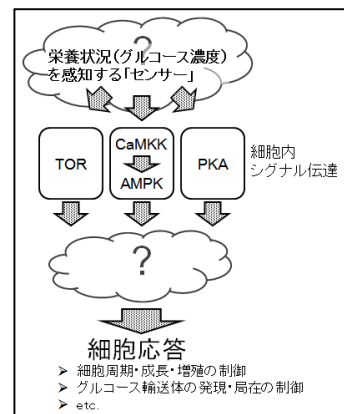 ?
栄養状況(グルコース濃度)
を感知する「センサー」
TOR
CaMKK
AMPK
PKA
細胞内
シグナル伝達
?
細胞応答
➢ 細胞周期・成長・増殖の制御
➢ グルコース輸送体の発現・局在の制御
➢ etc.